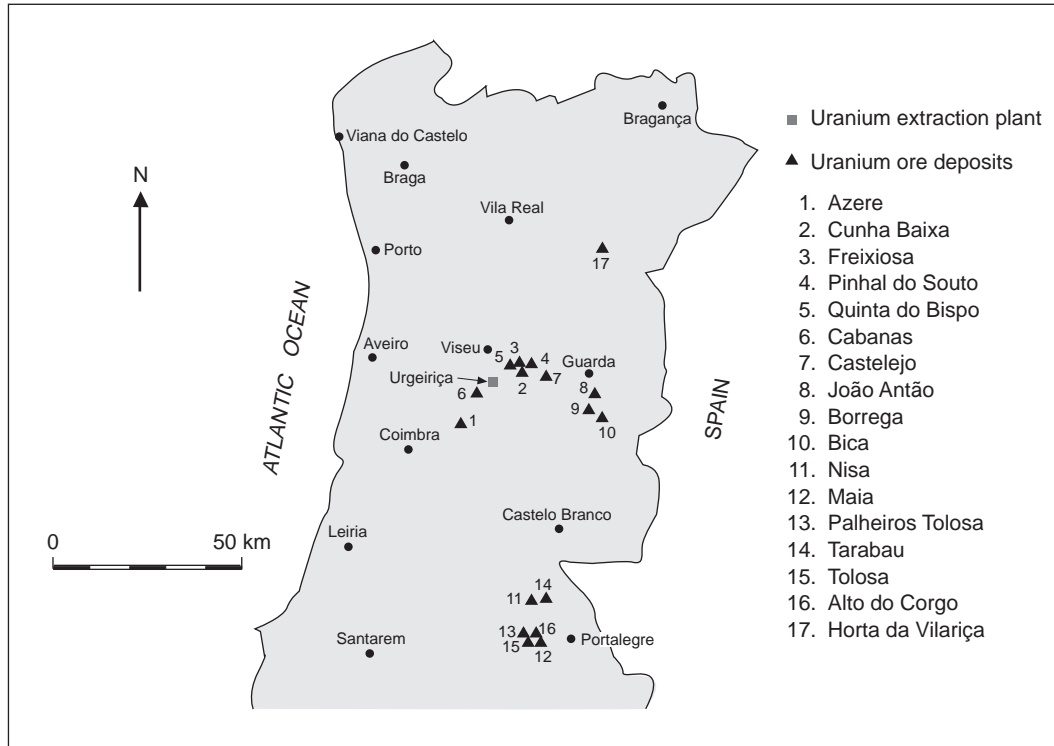 Bragança
Viana do Castelo
Braga
N
Vila Real
Porto
17
ATLANTIC OCEAN
Aveiro
Viseu
3
5
4
Guarda
Urgeiriça
2
7
8
6
9
10
1
Coimbra
SPAIN
Castelo Branco
Leiria
0 50 km
14
11
13
16
15
12
Santarem
Portalegre
Uranium extraction plant
Uranium ore deposits
1. Azere
2. Cunha Baixa
3. Freixiosa
4. Pinhal do Souto
5. Quinta do Bispo
6. Cabanas
7. Castelejo
8. João Antão
9. Borrega
10. Bica
11. Nisa
12. Maia
13. Palheiros Tolosa
14. Tarabau
15. Tolosa
16. Alto do Corgo
17. Horta da Vilariça